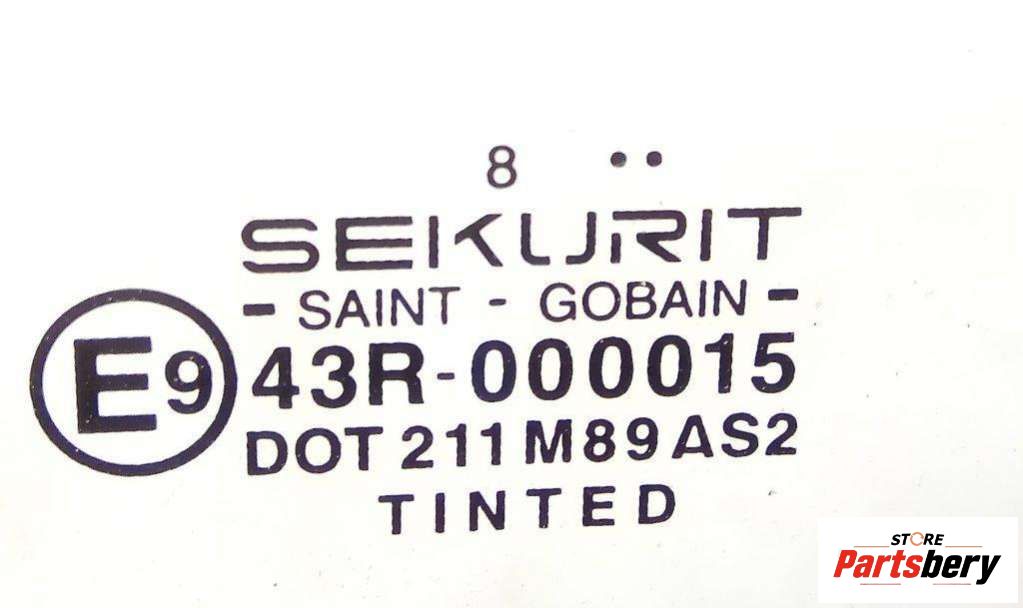 8 ••
SEKURIT
- SAINT - GOBAIN -
E9 43R-000015
DOT 211 M89 AS2
TINTED
STORE
Partsbery